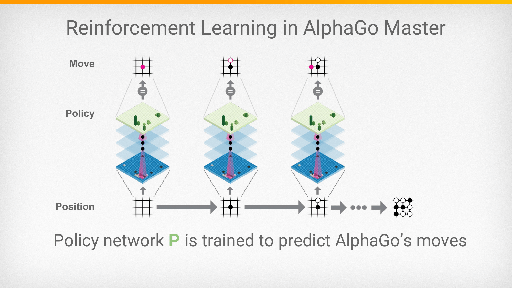 Reinforcement Learning in AlphaGo Master
Move
Policy
Position
Policy network P is trained to predict AlphaGo's moves